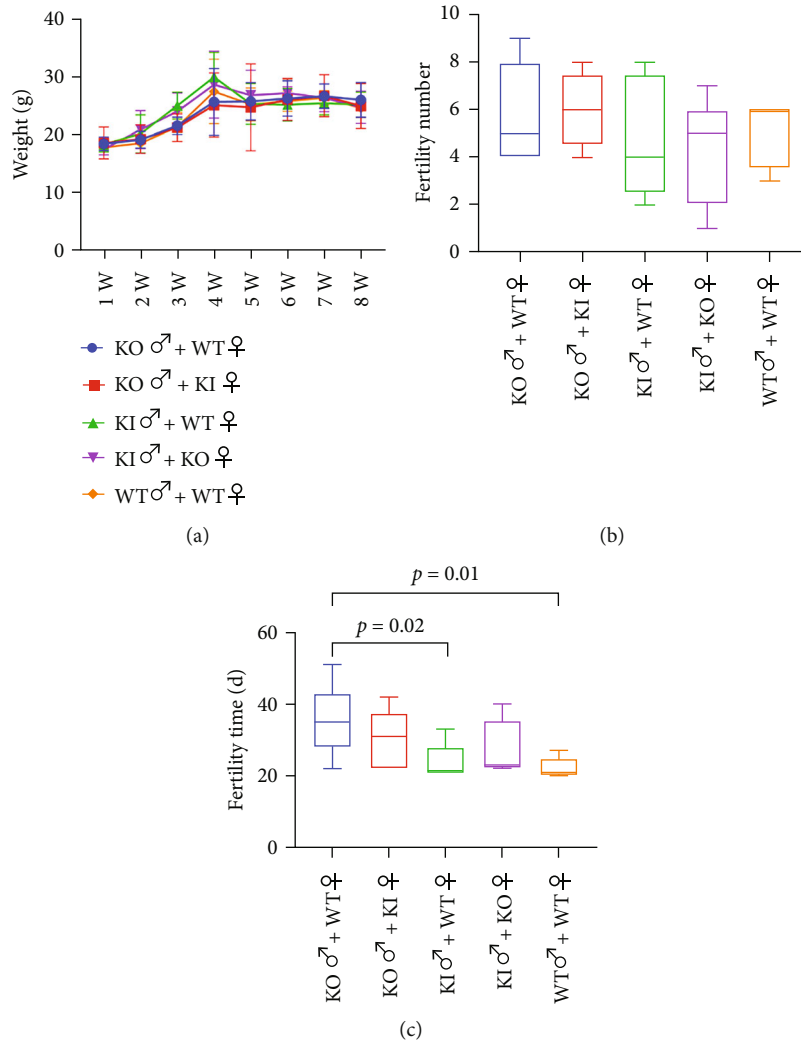 40
30
20
10
0
Weight (g)
1 W
2 W
3 W
4 W
5 W
6 W
7 W
8 W
KO ♂ + WT ♀
KO ♂ + KI ♀
KI ♂ + WT ♀
KI ♂ + KO ♀
WT ♂ + WT ♀
(a)
10
8
6
4
2
0
Fertility number
KO ♂ + WT ♀
KO ♂ + KI ♀
KI ♂ + WT ♀
KI ♂ + KO ♀
WT ♂ + WT ♀
(b)
p = 0.01
p = 0.02
60
40
20
0
Fertility time (d)
KO ♂ + WT ♀
KO ♂ + KI ♀
KI ♂ + WT ♀
KI ♂ + KO ♀
WT ♂ + WT ♀
(c)